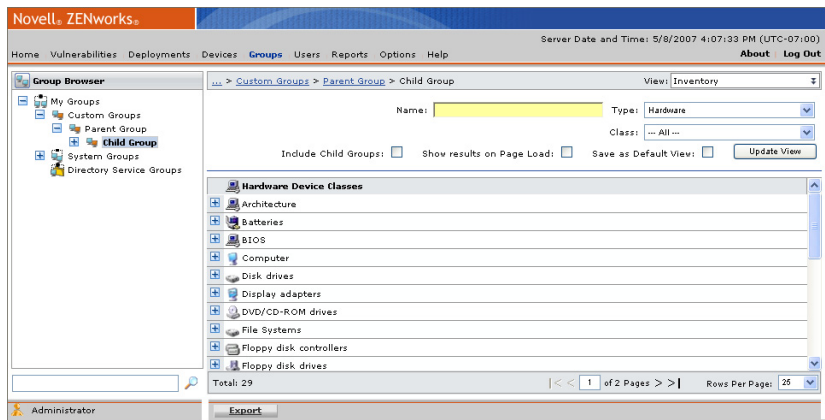 Novell® ZENworks®
Server Date and Time: 5/8/2007 4:07:33 PM (UTC-07:00)
Home Vulnerabilities Deployments Devices Groups Users Reports Options Help
About Log Out
Group Browser
My Groups
Custom Groups
Parent Group
Child Group
System Groups
Directory Service Groups
... > Custom Groups > Parent Group > Child Group
View: Inventory
Name:
Type: Hardware
Class: --- All ---
Include Child Groups:
Show results on Page Load:
Save as Default View:
Update View
Hardware Device Classes
Architecture
Batteries
BIOS
Computer
Disk drives
Display adapters
DVD/CD-ROM drives
File Systems
Floppy disk controllers
Floppy disk drives
Total: 29
|< < 1 of 2 Pages > >|
Rows Per Page: 25
Administrator
Export